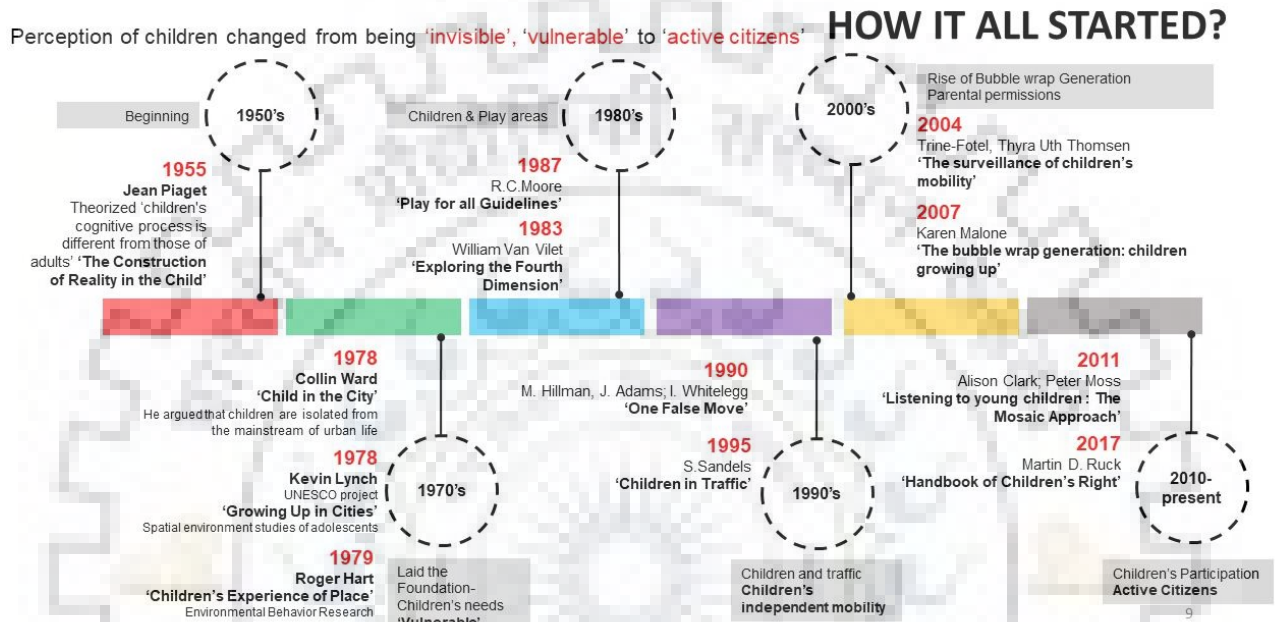 HOW IT ALL STARTED?
Perception of children changed from being ‘invisible’, ‘vulnerable’ to ‘active citizens’
Beginning
1950’s
1955
Jean Piaget
Theorized ‘children’s
cognitive process is
different from those of
adults’ ‘The Construction
of Reality in the Child’
Children & Play areas
1980’s
1987
R.C.Moore
‘Play for all Guidelines’
1983
William Van Vilet
‘Exploring the Fourth
Dimension’
2000’s
Rise of Bubble wrap Generation
Parental permissions
2004
Trine-Fotel, Thyra Uth Thomsen
‘The surveillance of children’s
mobility’
2007
Karen Malone
‘The bubble wrap generation: children
growing up’
1978
Collin Ward
‘Child in the City’
He argued that children are isolated from
the mainstream of urban life
1978
Kevin Lynch
UNESCO project
‘Growing Up in Cities’
Spatial environment studies of adolescents
1979
Roger Hart
‘Children’s Experience of Place’
Environmental Behavior Research
1970’s
Laid the
Foundation-
Children’s needs
‘Vulnerable’
1990
M. Hillman, J. Adams; I. Whitelegg
‘One False Move’
1995
S.Sandels
‘Children in Traffic’
1990’s
Children and traffic
Children’s
independent mobility
2011
Alison Clark; Peter Moss
‘Listening to young children : The
Mosaic Approach’
2017
Martin D. Ruck
‘Handbook of Children’s Right’
2010-
present
Children’s Participation
Active Citizens
9